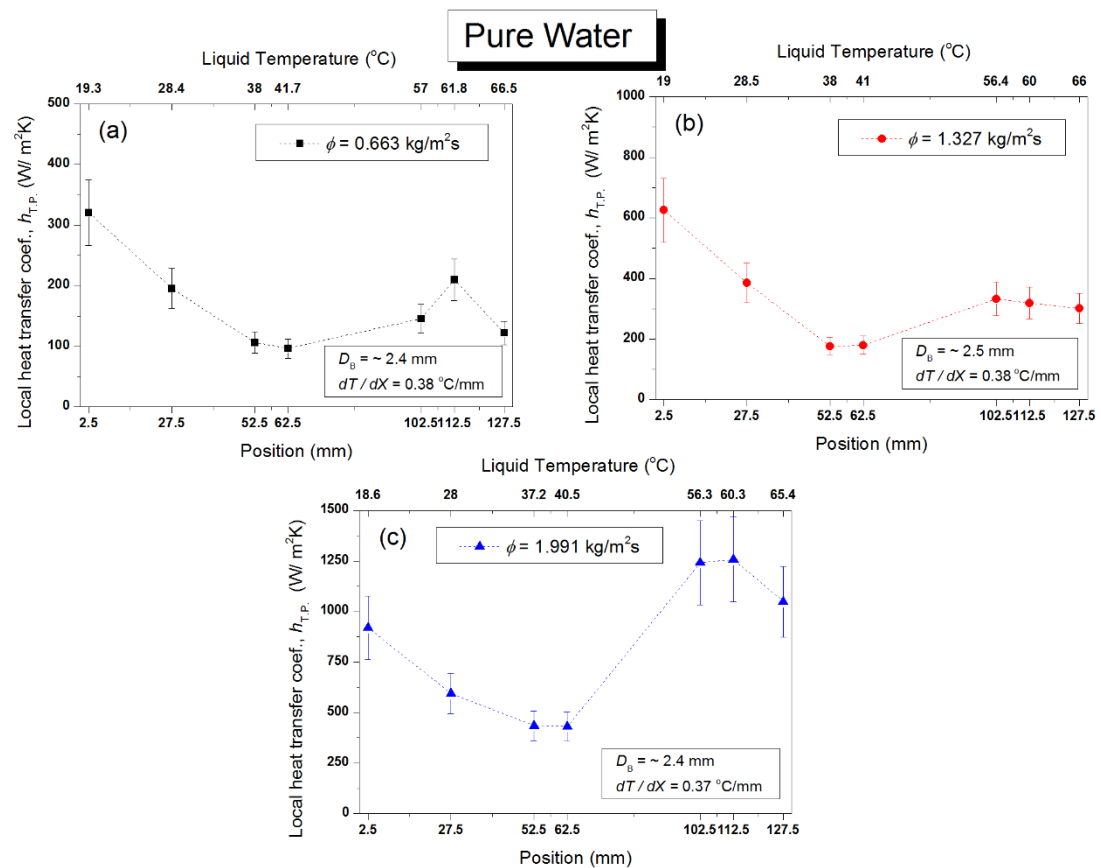 Pure Water
Liquid Temperature (°C)
19.3 28.4 38 41.7 57 61.8 66.5
500
400
300
200
100
0
Local heat transfer coef., h_T.P. (W/ m²K)
(a)
ϕ = 0.663 kg/m²s
D_B = ~ 2.4 mm
dT / dX = 0.38 °C/mm
2.5 27.5 52.5 62.5 102.5 112.5 127.5
Position (mm)
Liquid Temperature (°C)
19 28.5 38 41 56.4 60 66
1000
800
600
400
200
0
Local heat transfer coef., h_T.P. (W/ m²K)
(b)
ϕ = 1.327 kg/m²s
D_B = ~ 2.5 mm
dT / dX = 0.38 °C/mm
2.5 27.5 52.5 62.5 102.5 112.5 127.5
Position (mm)
Liquid Temperature (°C)
18.6 28 37.2 40.5 56.3 60.3 65.4
1500
1250
1000
750
500
250
0
Local heat transfer coef., h_T.P. (W/ m²K)
(c)
ϕ = 1.991 kg/m²s
D_B = ~ 2.4 mm
dT / dX = 0.37 °C/mm
2.5 27.5 52.5 62.5 102.5 112.5 127.5
Position (mm)